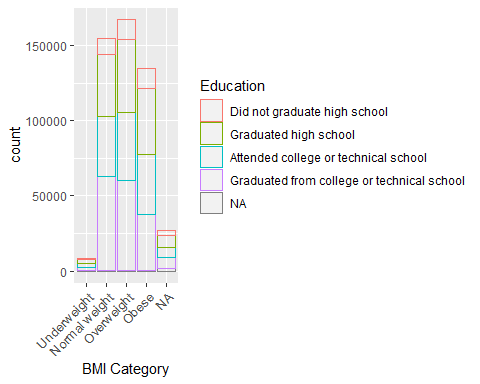 150000
100000
50000
0
count
Underweight
Normal weight
Overweight
Obese
NA
BMI Category
Education
Did not graduate high school
Graduated high school
Attended college or technical school
Graduated from college or technical school
NA